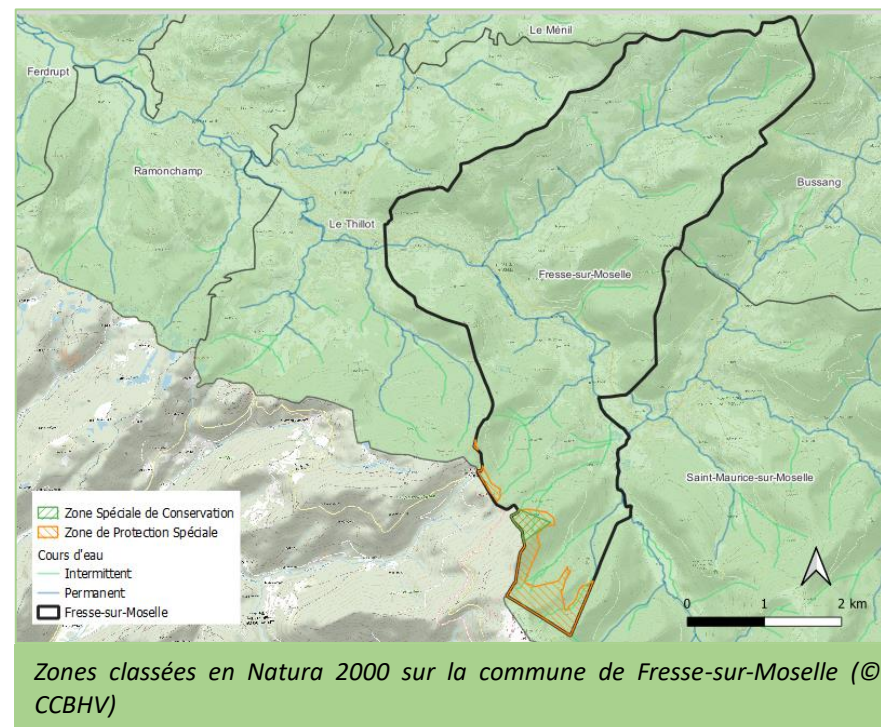 Le Ménil
Ferdrupt
Ramonchamp
Bussang
Le Thillot
Fresse-sur-Moselle
Saint-Maurice-sur-Moselle
Zone Spéciale de Conservation
Zone de Protection Spéciale
Cours d'eau
Intermittent
Permanent
Fresse-sur-Moselle
0 1 2 km
Zones classées en Natura 2000 sur la commune de Fresse-sur-Moselle (©
CCBHV)